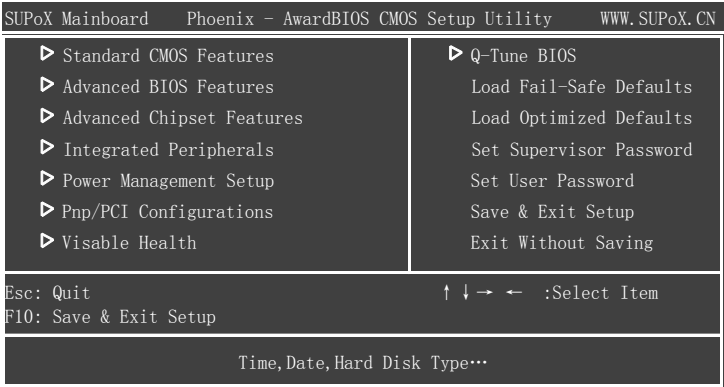 SUPoX Mainboard Phoenix - AwardBIOS CMOS Setup Utility WWW.SUPoX.CN
Standard CMOS Features
Advanced BIOS Features
Advanced Chipset Features
Integrated Peripherals
Power Management Setup
Pnp/PCI Configurations
Visable Health
Q-Tune BIOS
Load Fail-Safe Defaults
Load Optimized Defaults
Set Supervisor Password
Set User Password
Save & Exit Setup
Exit Without Saving
Esc: Quit
↑ ↓ → ← :Select Item
F10: Save & Exit Setup
Time,Date,Hard Disk Type…